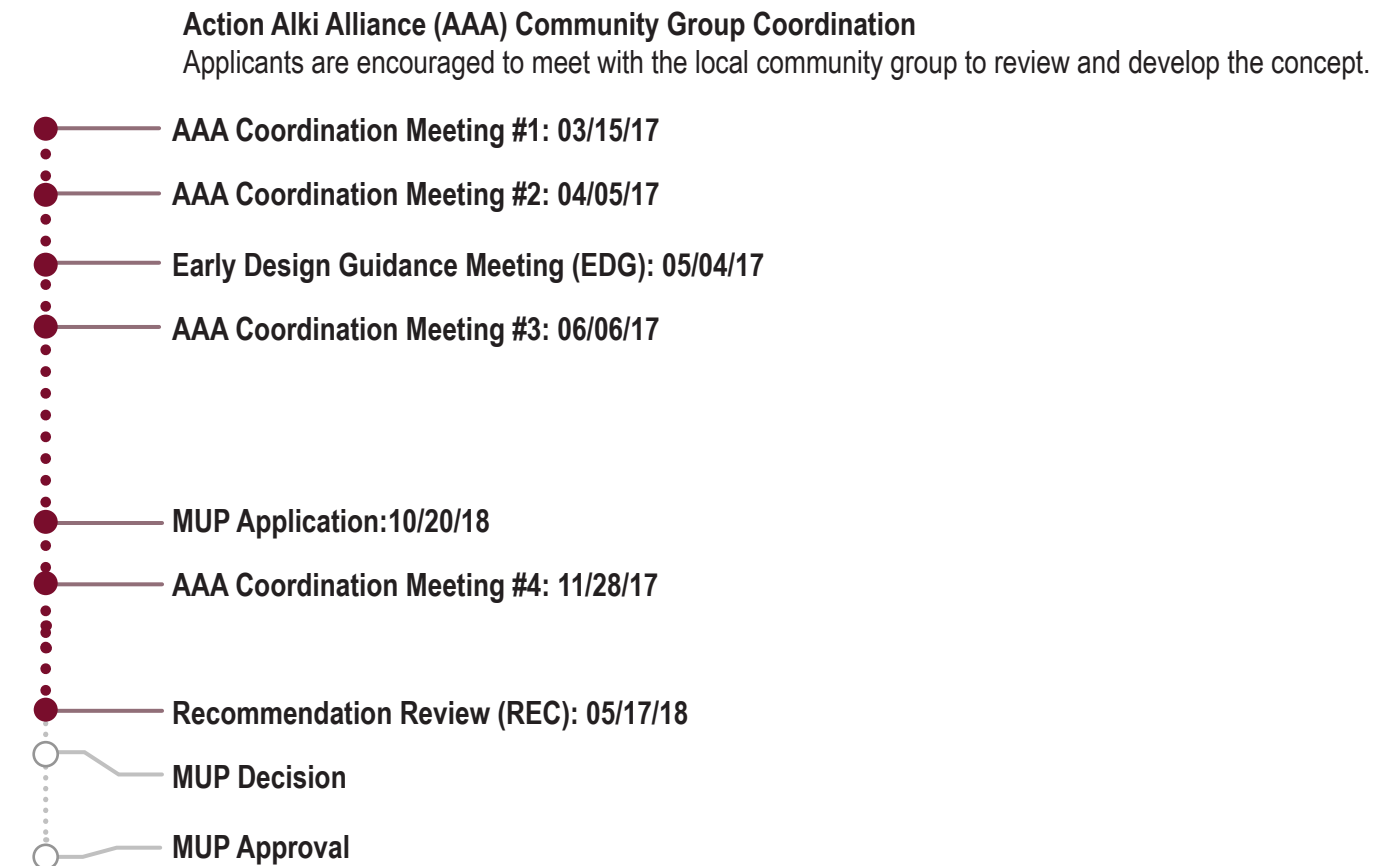 Action Alki Alliance (AAA) Community Group Coordination
Applicants are encouraged to meet with the local community group to review and develop the concept.
AAA Coordination Meeting #1: 03/15/17
AAA Coordination Meeting #2: 04/05/17
Early Design Guidance Meeting (EDG): 05/04/17
AAA Coordination Meeting #3: 06/06/17
MUP Application:10/20/18
AAA Coordination Meeting #4: 11/28/17
Recommendation Review (REC): 05/17/18
MUP Decision
MUP Approval